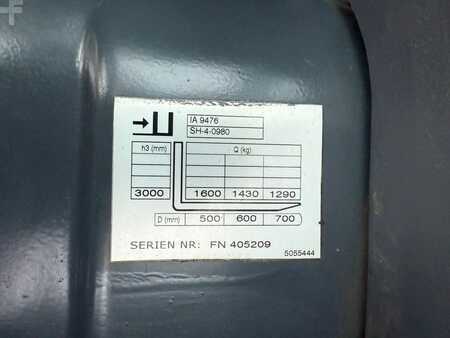 IA 9476
SH-4-0980
h3 (mm) Q (kg)
3000 1600 1430 1290
D (mm) 500 600 700
SERIEN NR: FN 405209
5055444